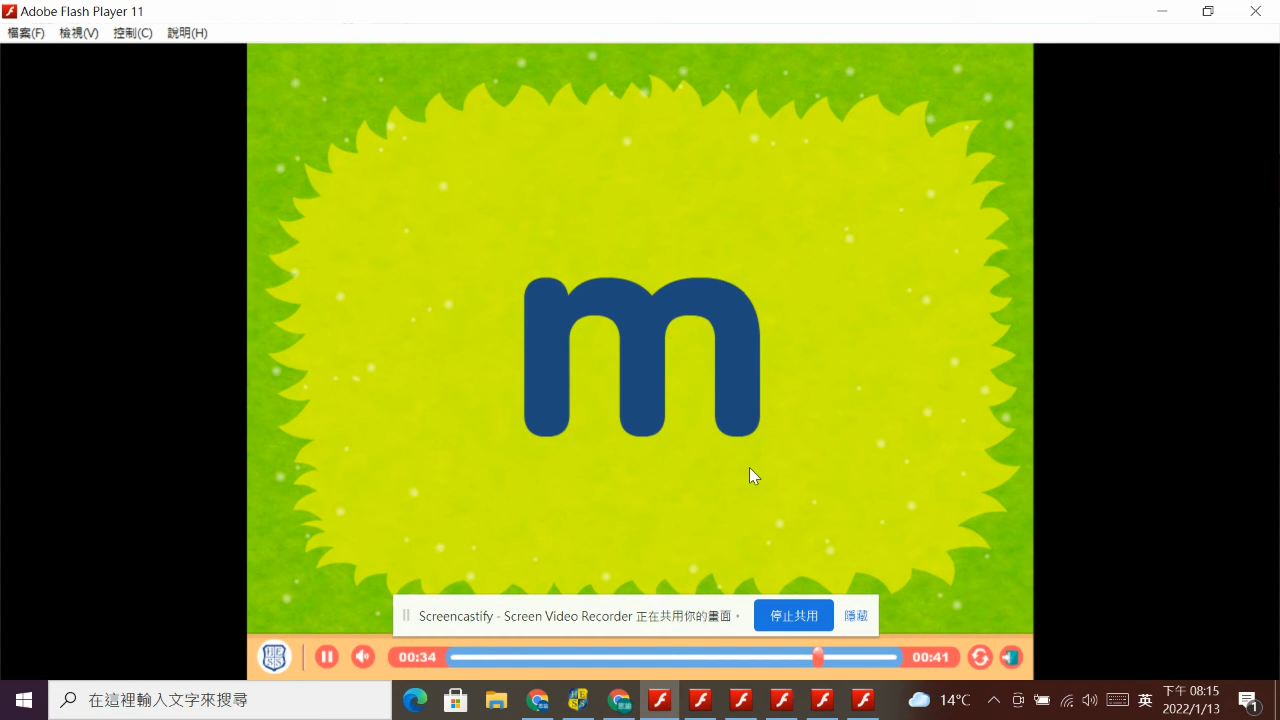 Adobe Flash Player 11
檔案(F) 檢視(V) 控制(C) 說明(H)
m
Screencastify - Screen Video Recorder 正在共用你的畫面。 停止共用 隱藏
00:34 00:41
在這裡輸入文字來搜尋
14°C
英
下午 08:15
2022/1/13
1